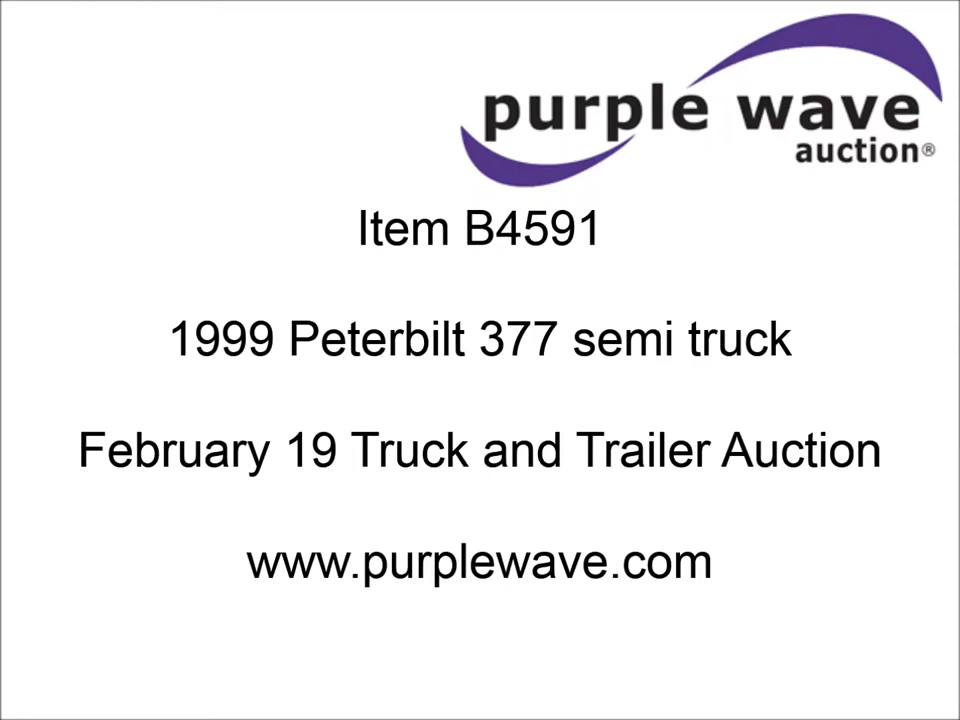 purple wave
auction®
Item B4591
1999 Peterbilt 377 semi truck
February 19 Truck and Trailer Auction
www.purplewave.com